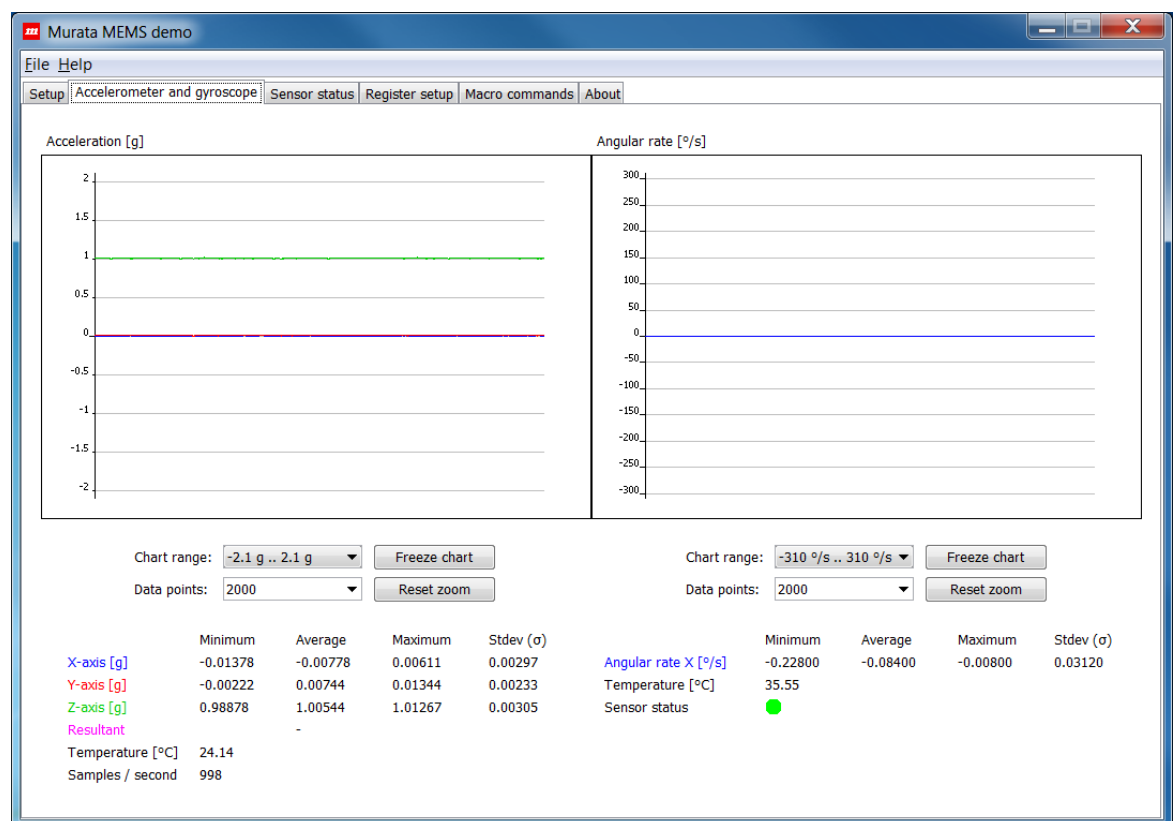 m Murata MEMS demo
File Help
Setup Accelerometer and gyroscope Sensor status Register setup Macro commands About
Acceleration [g]
2
1.5
1
0.5
0
-0.5
-1
-1.5
-2
Angular rate [º/s]
300
250
200
150
100
50
0
-50
-100
-150
-200
-250
-300
Chart range: -2.1 g .. 2.1 g Freeze chart
Data points: 2000 Reset zoom
Chart range: -310 º/s .. 310 º/s Freeze chart
Data points: 2000 Reset zoom
Minimum Average Maximum Stdev (σ)
X-axis [g] -0.01378 -0.00778 0.00611 0.00297
Y-axis [g] -0.00222 0.00744 0.01344 0.00233
Z-axis [g] 0.98878 1.00544 1.01267 0.00305
Resultant -
Temperature [ºC] 24.14
Samples / second 998
Minimum Average Maximum Stdev (σ)
Angular rate X [º/s] -0.22800 -0.08400 -0.00800 0.03120
Temperature [ºC] 35.55
Sensor status